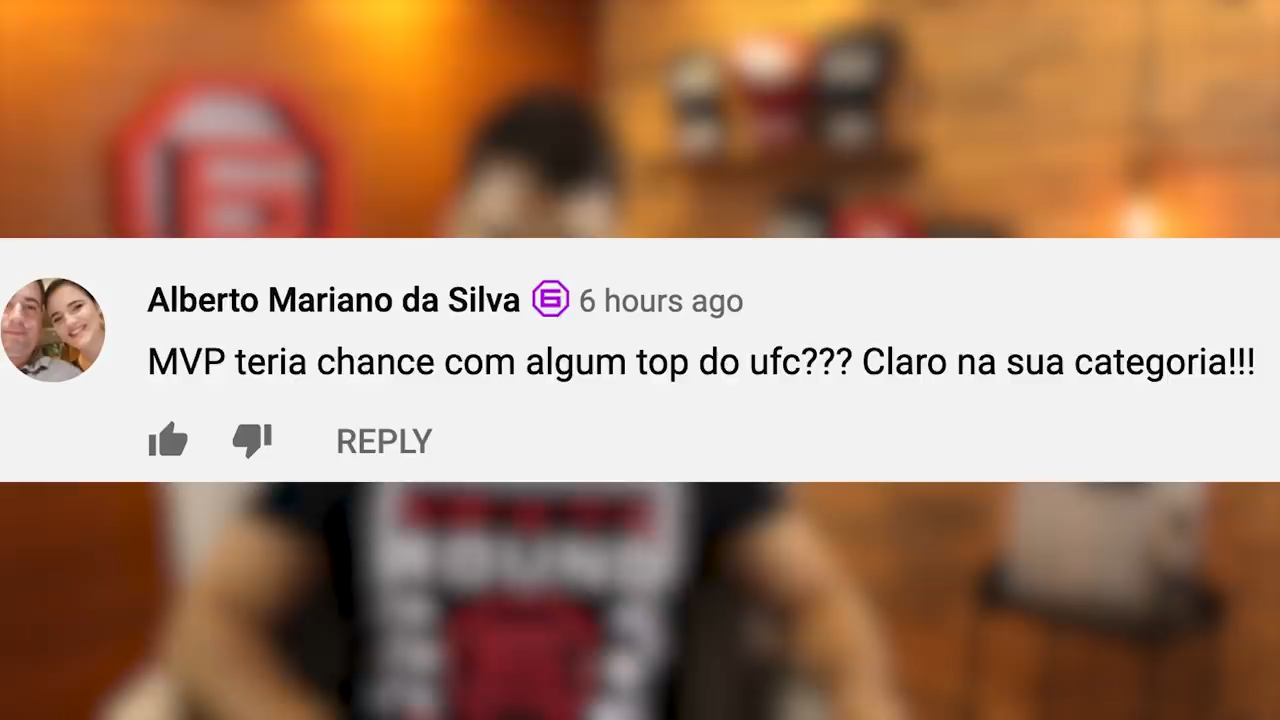 Alberto Mariano da Silva 6 hours ago
MVP teria chance com algum top do ufc??? Claro na sua categoria!!!
REPLY